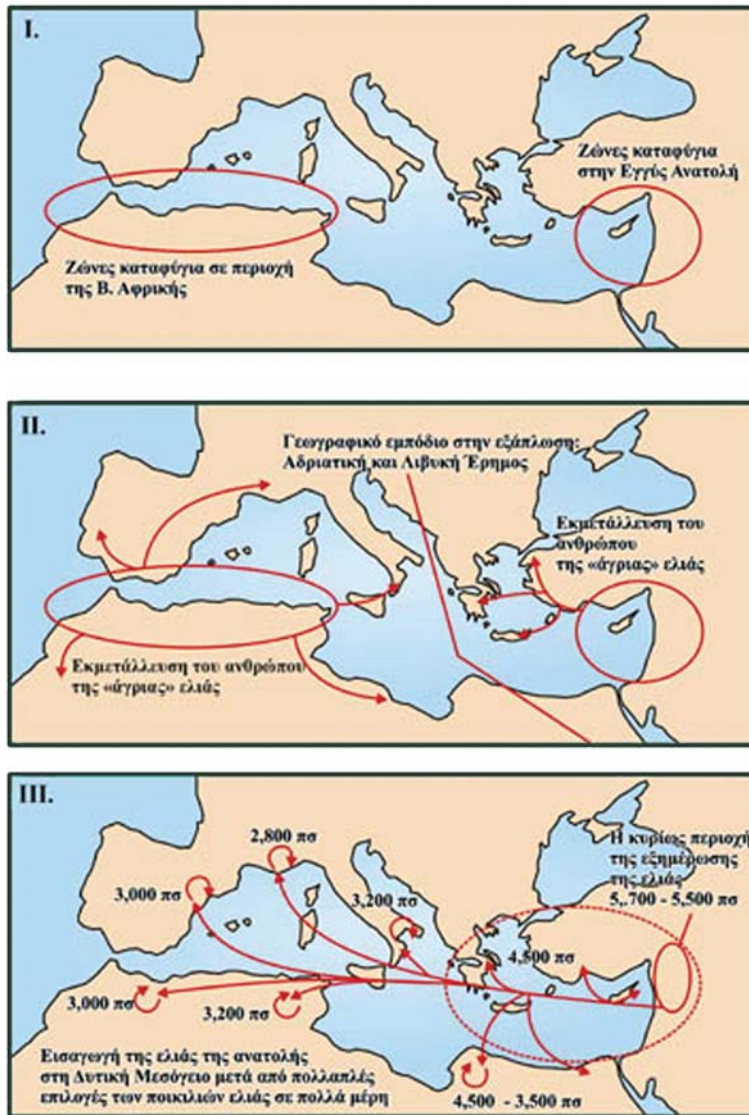 I.
Ζώνες καταφύγια
στην Εγγύς Ανατολή
Ζώνες καταφύγια σε περιοχή
της Β. Αφρικής
II.
Γεωγραφικό εμπόδιο στην εξάπλωση:
Αδριατική και Λιβυκή Έρημος
Εκμετάλλευση του
ανθρώπου
της «άγριας» ελιάς
Εκμετάλλευση του ανθρώπου
της «άγριας» ελιάς
III.
2,800 πσ
Η κυρίως περιοχή
της εξημέρωσης
της ελιάς
5,.700 - 5,500 πσ
3,000 πσ
3,200 πσ
4,500 πσ
3,000 πσ
3,200 πσ
Εισαγωγή της ελιάς της ανατολής
στη Δυτική Μεσόγειο μετά από πολλαπλές
επιλογές των ποικιλιών ελιάς σε πολλά μέρη
4,500 - 3,500 πσ